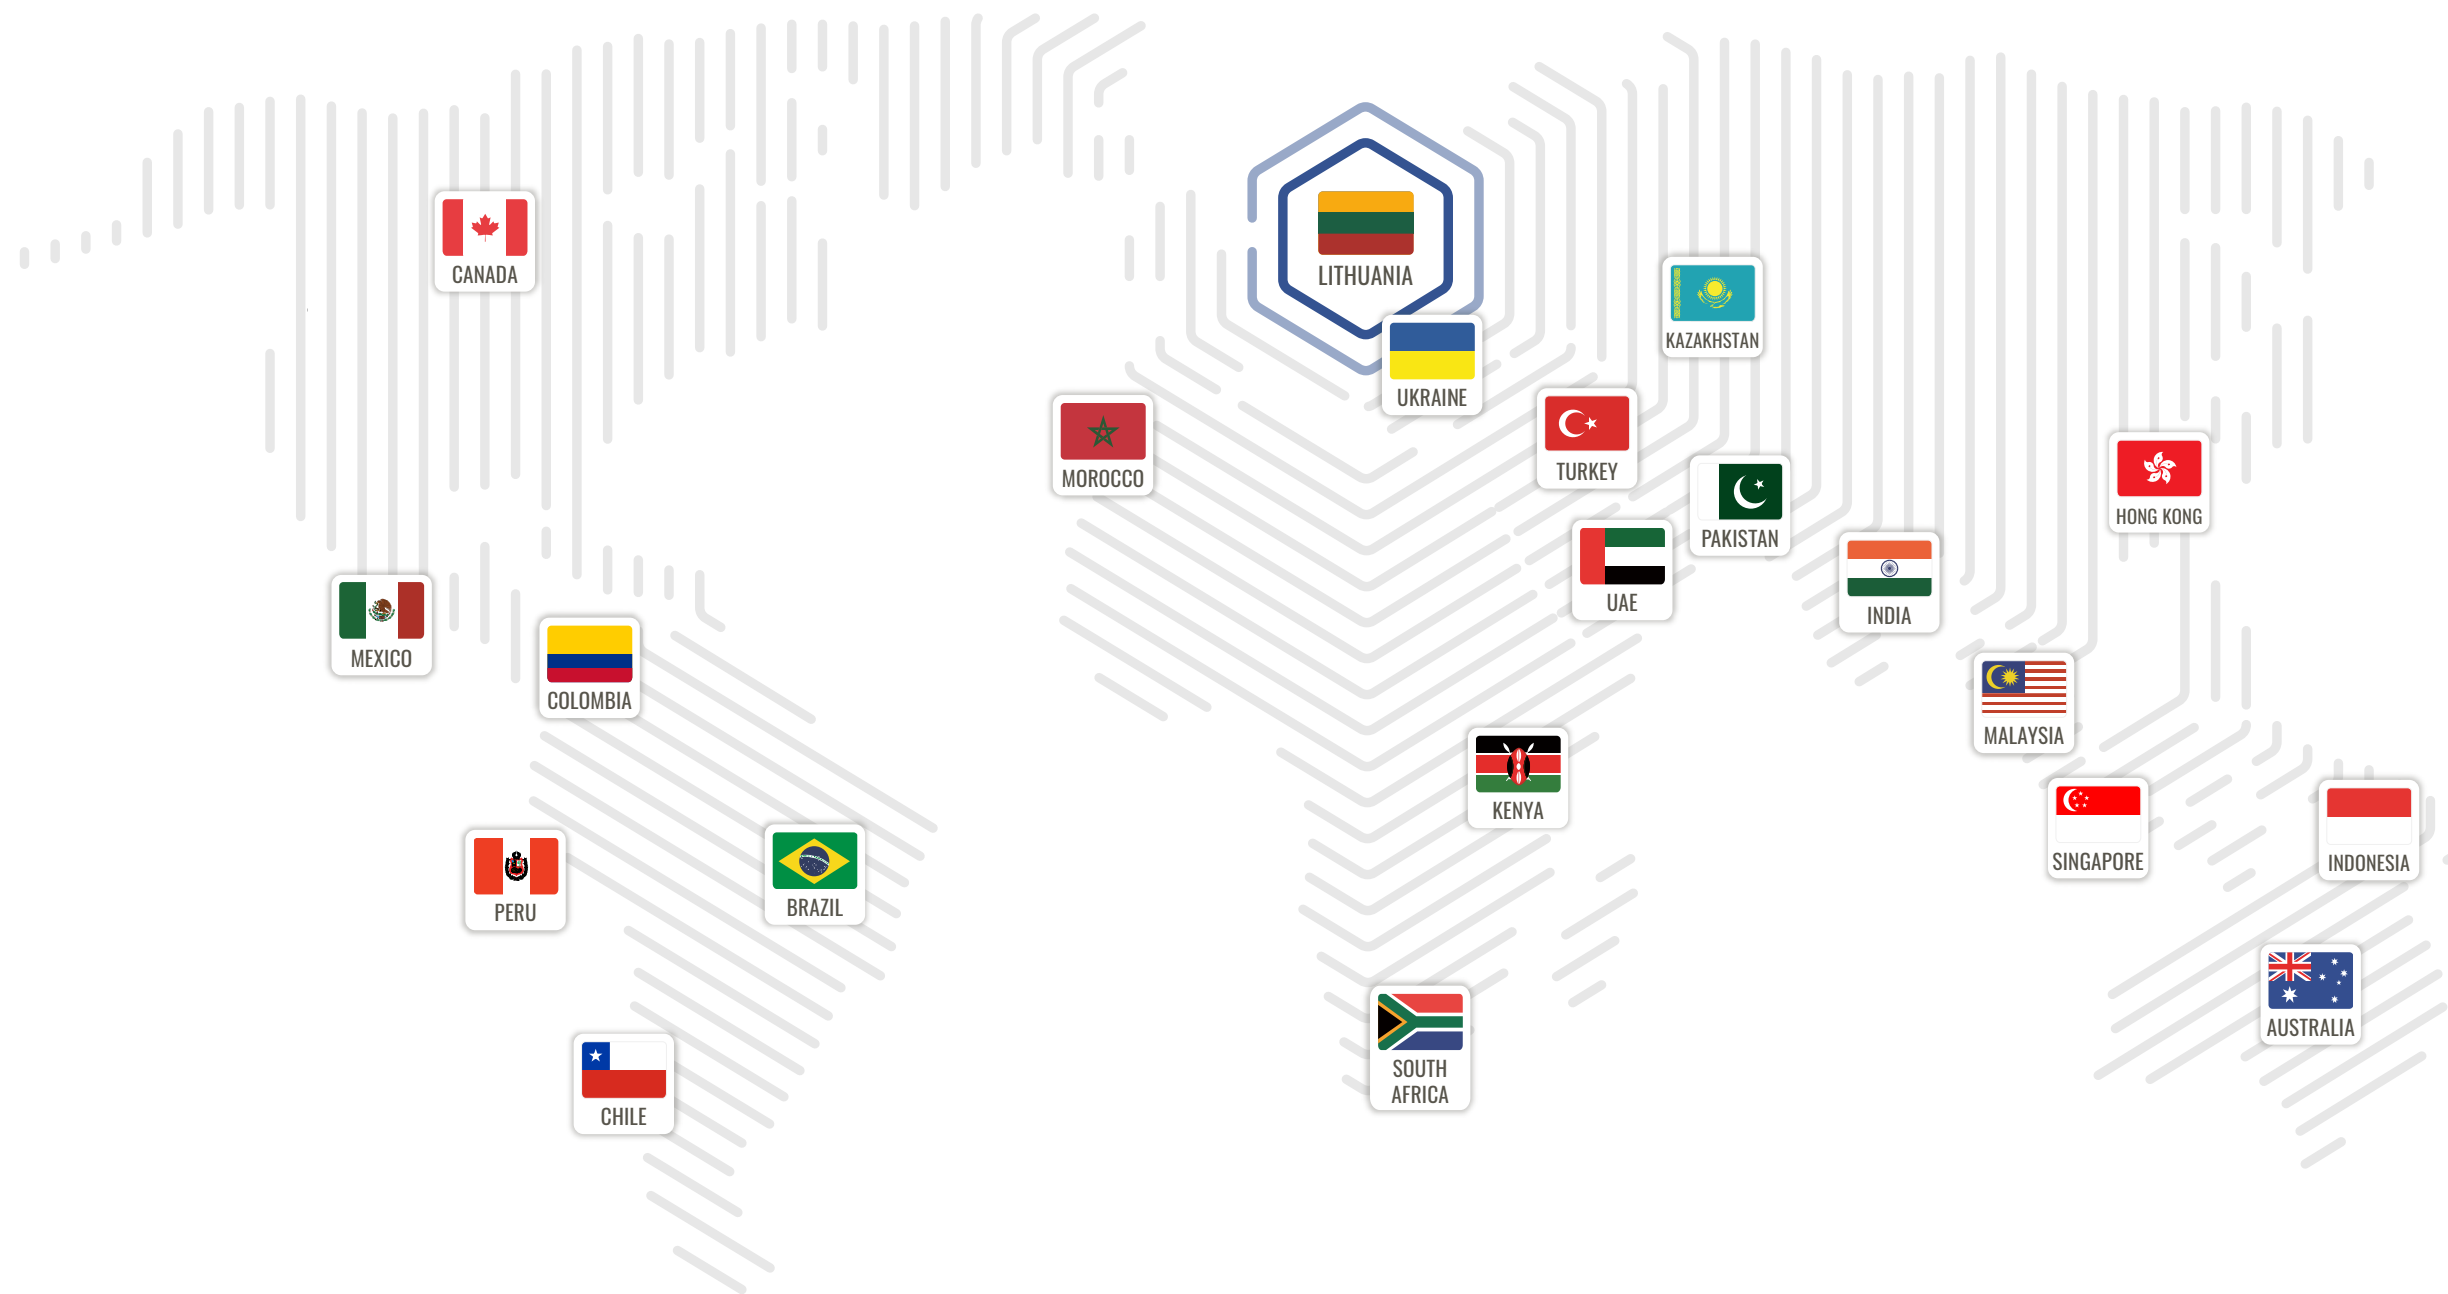 CANADA
LITHUANIA
KAZAKHSTAN
UKRAINE
MOROCCO
TURKEY
PAKISTAN
HONG KONG
UAE
INDIA
MEXICO
COLOMBIA
MALAYSIA
KENYA
SINGAPORE
INDONESIA
PERU
BRAZIL
AUSTRALIA
SOUTH
AFRICA
CHILE